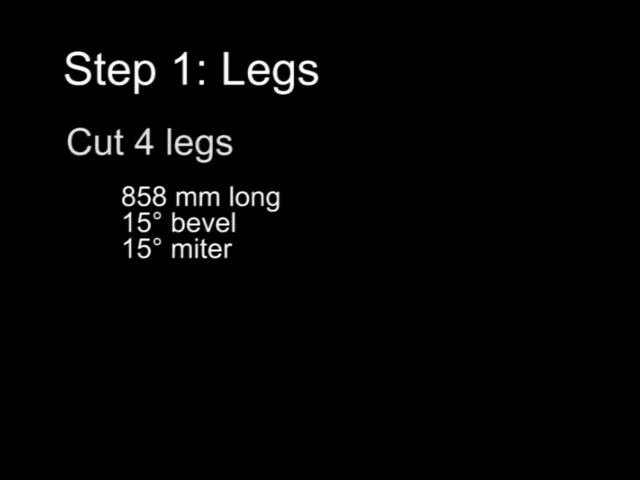 Step 1: Legs
Cut 4 legs
858 mm long
15° bevel
15° miter